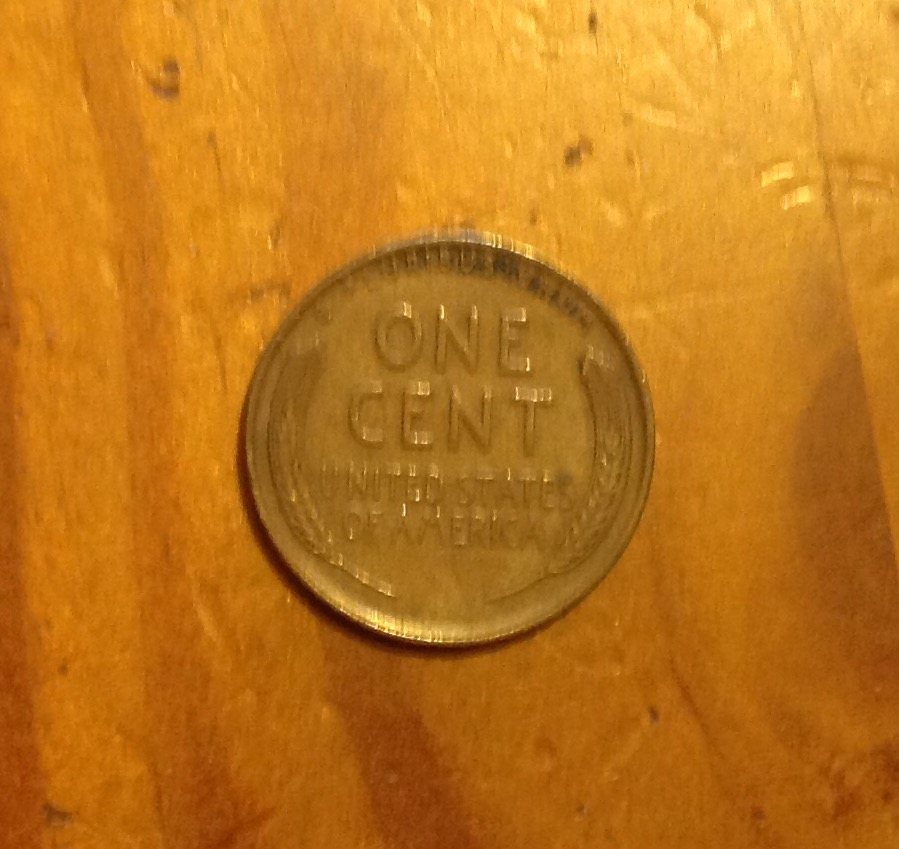 ONE
CENT
UNITED STATES
OF AMERICA